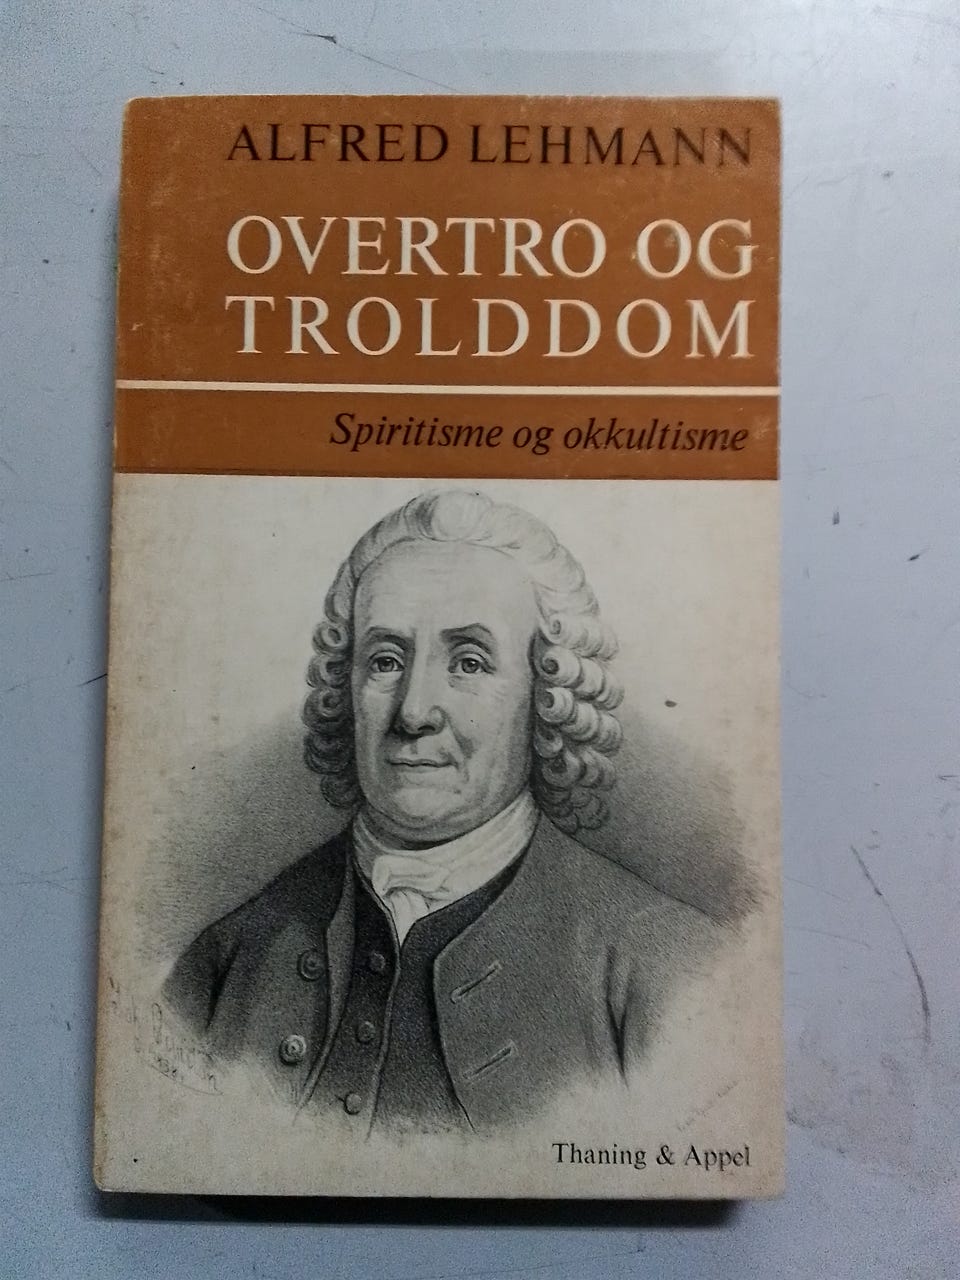 ALFRED LEHMANN
OVERTRO OG
TROLDDOM
Spiritisme og okkultisme
Thaning & Appel